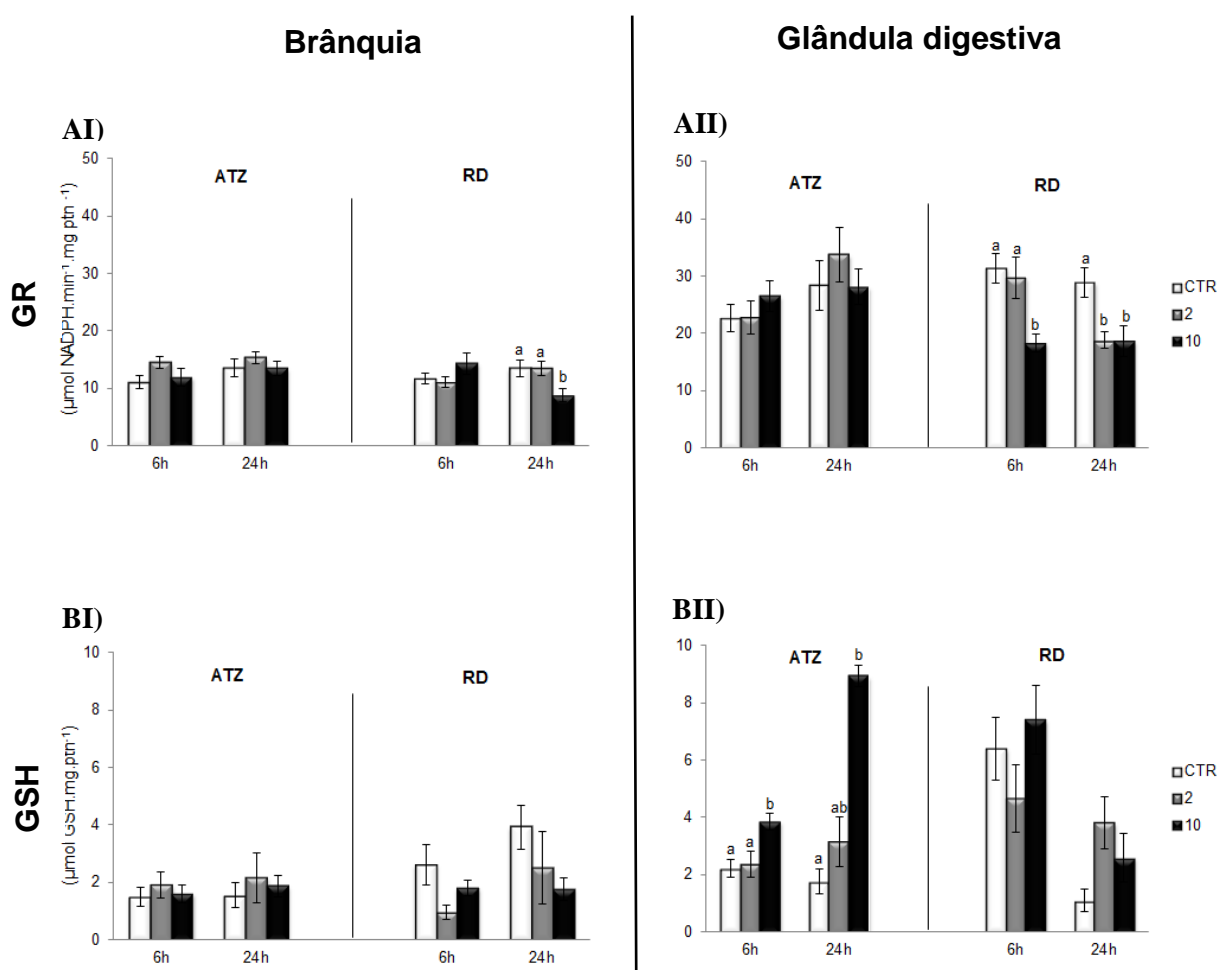 Brânquia
Glândula digestiva
AI)
GR
(µmol NADPH.min⁻¹.mg ptn ⁻¹)
50
40
30
20
10
0
ATZ
RD
a
a
b
6h
24h
6h
24h
AII)
50
40
30
20
10
0
ATZ
RD
a
a
b
a
b
b
6h
24h
6h
24h
CTR
2
10
BI)
GSH
(µmol GSH.mg.ptn⁻¹)
10
8
6
4
2
0
ATZ
RD
6h
24h
6h
24h
BII)
10
8
6
4
2
0
ATZ
RD
a
a
b
a
ab
b
6h
24h
6h
24h
CTR
2
10